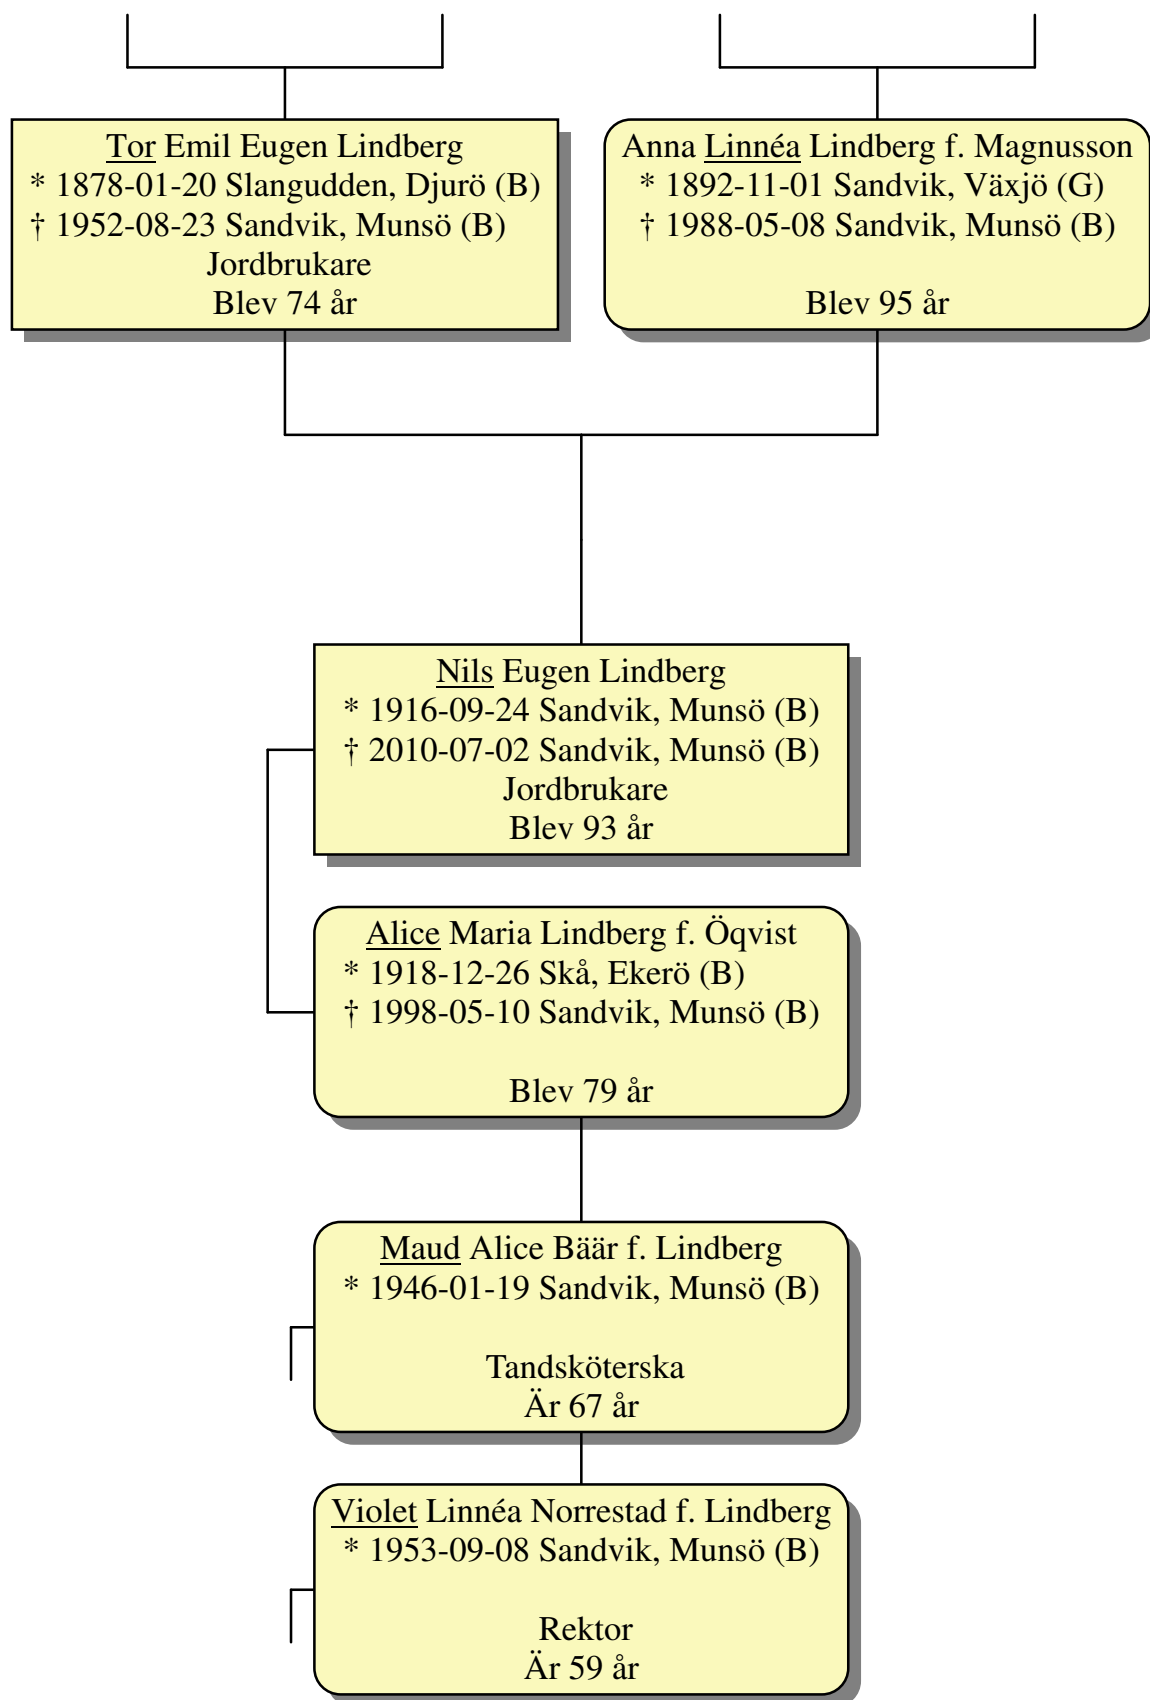 Tor Emil Eugen Lindberg
* 1878-01-20 Slangudden, Djurö (B)
† 1952-08-23 Sandvik, Munsö (B)
Jordbrukare
Blev 74 år
Anna Linnéa Lindberg f. Magnusson
* 1892-11-01 Sandvik, Växjö (G)
† 1988-05-08 Sandvik, Munsö (B)
Blev 95 år
Nils Eugen Lindberg
* 1916-09-24 Sandvik, Munsö (B)
† 2010-07-02 Sandvik, Munsö (B)
Jordbrukare
Blev 93 år
Alice Maria Lindberg f. Öqvist
* 1918-12-26 Skå, Ekerö (B)
† 1998-05-10 Sandvik, Munsö (B)
Blev 79 år
Maud Alice Bäär f. Lindberg
* 1946-01-19 Sandvik, Munsö (B)
Tandsköterska
Är 67 år
Violet Linnéa Norrestad f. Lindberg
* 1953-09-08 Sandvik, Munsö (B)
Rektor
Är 59 år